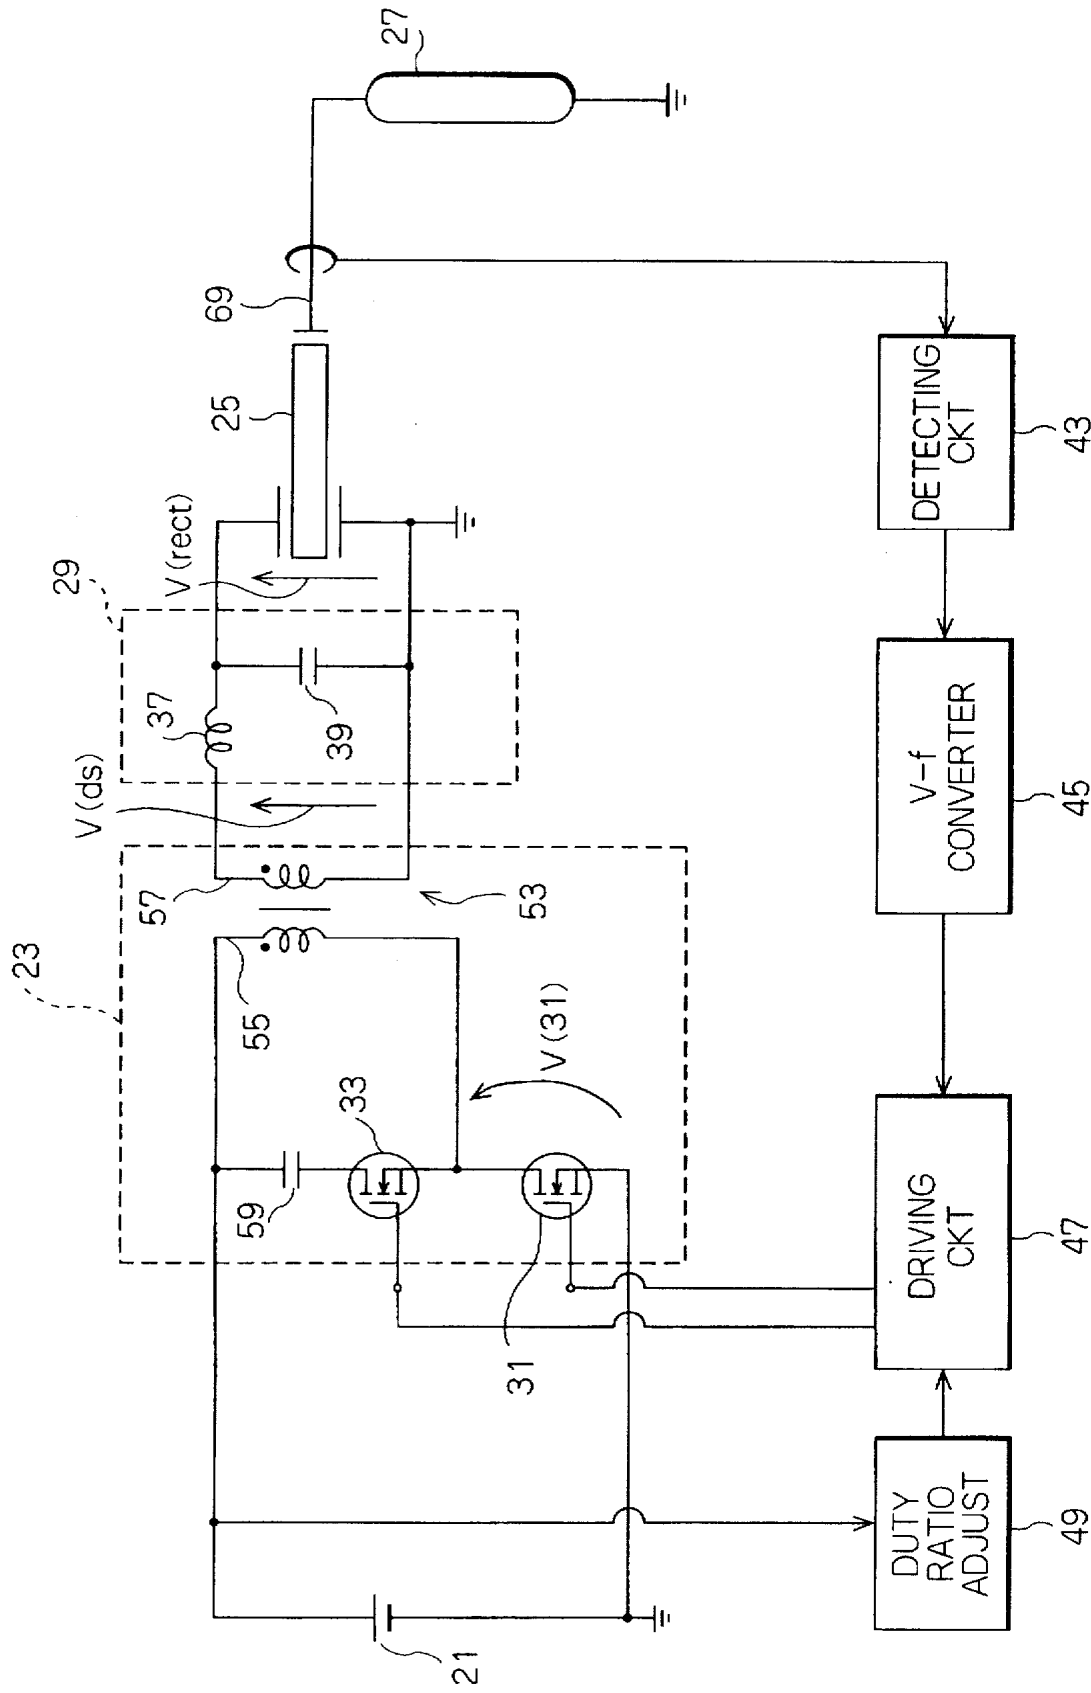 23
29
V(ds)
V(rect)
21
59
33
55
57
37
39
25
69
27
31
V(31)
53
DUTY
RATIO
ADJUST
49
DRIVING
CKT
47
V-f
CONVERTER
45
DETECTING
CKT
43